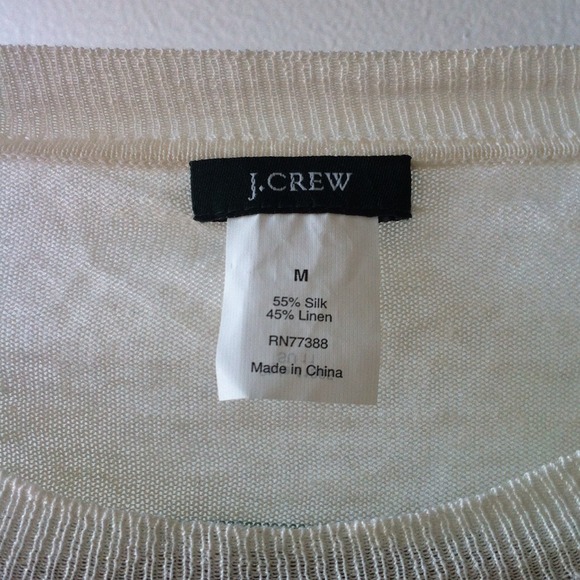 J.CREW
M
55% Silk
45% Linen
RN77388
Made in China